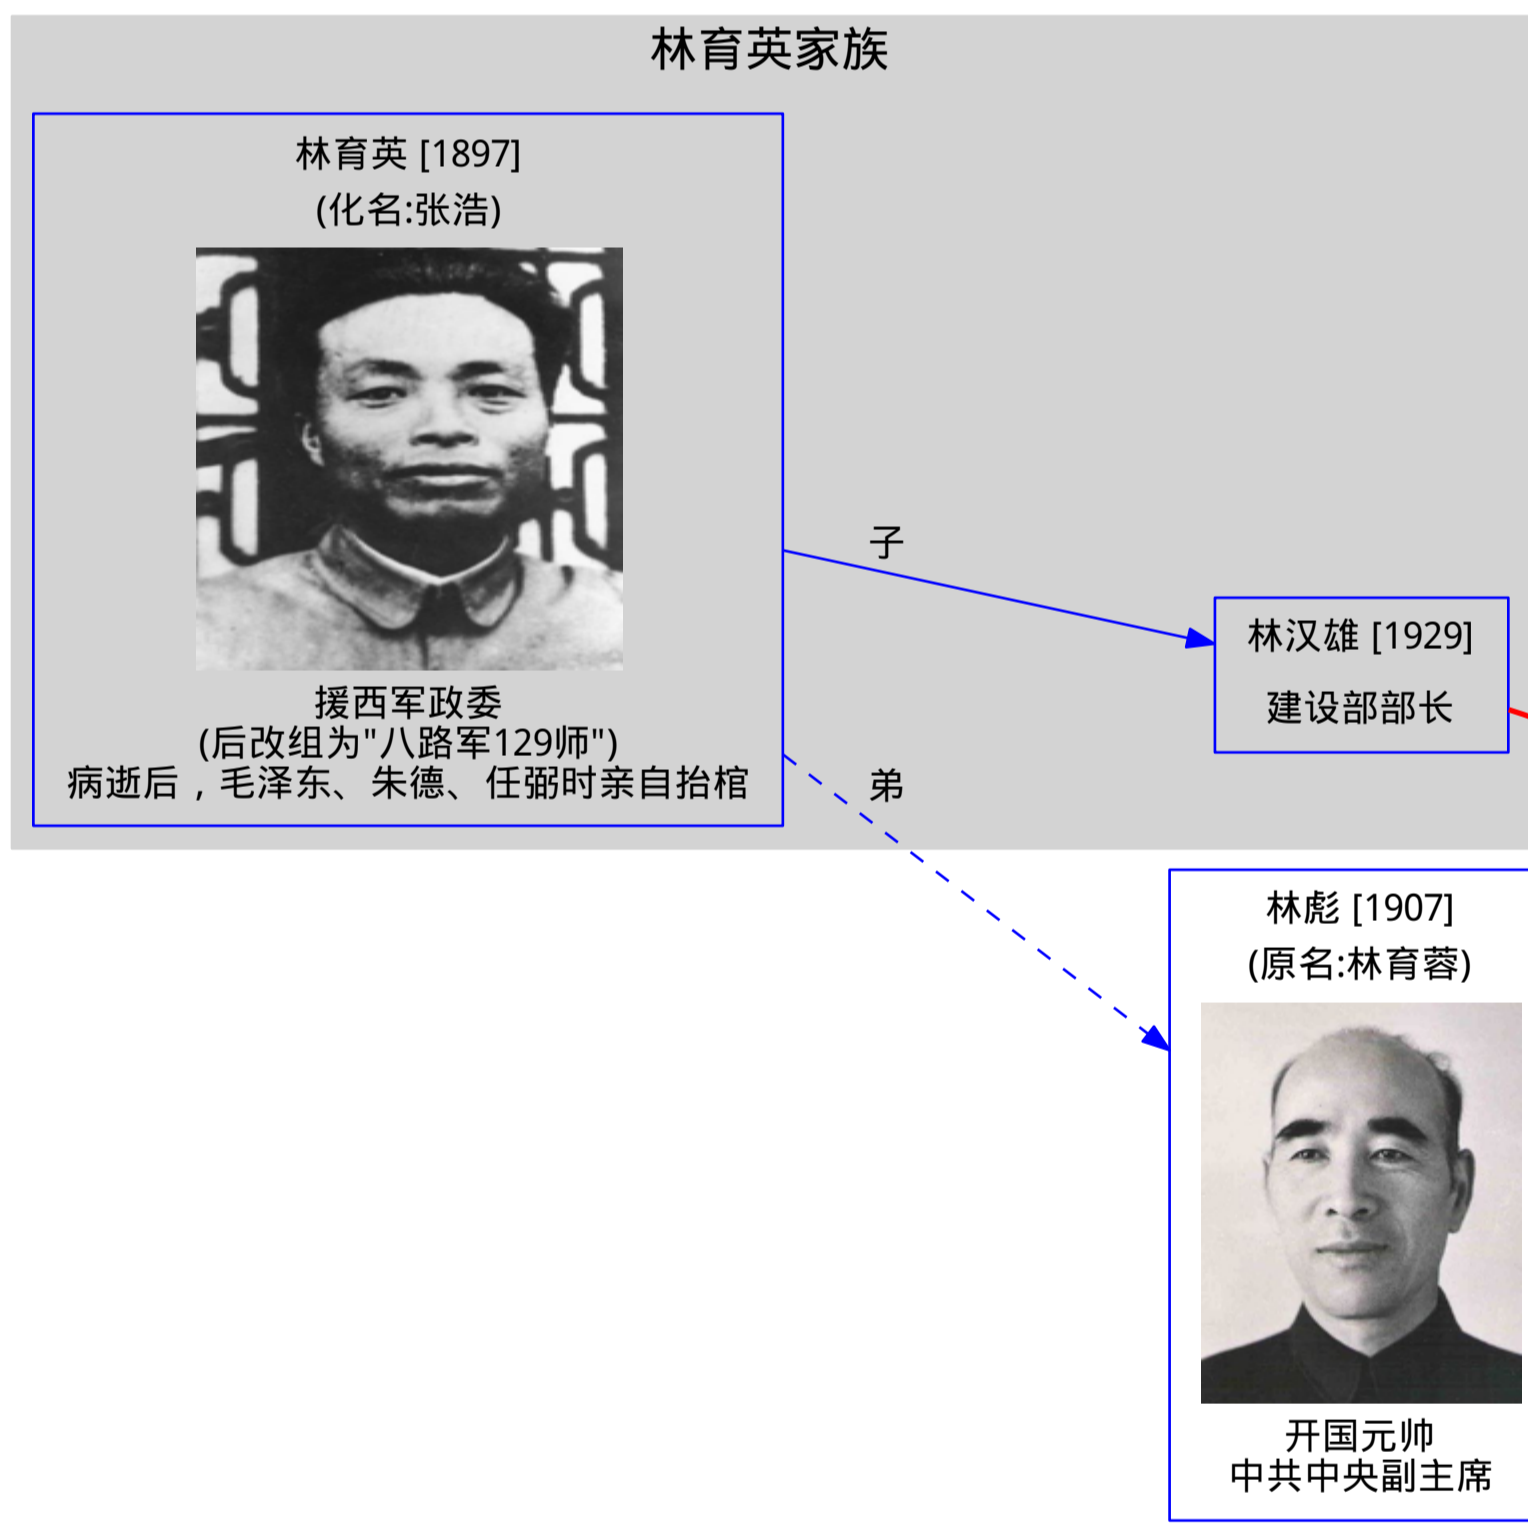 林育英家族
林育英 [1897]
(化名:张浩)
援西军政委
(后改组为"八路军129师")
病逝后，毛泽东、朱德、任弼时亲自抬棺
子
林汉雄 [1929]
建设部部长
弟
林彪 [1907]
(原名:林育蓉)
开国元帅
中共中央副主席